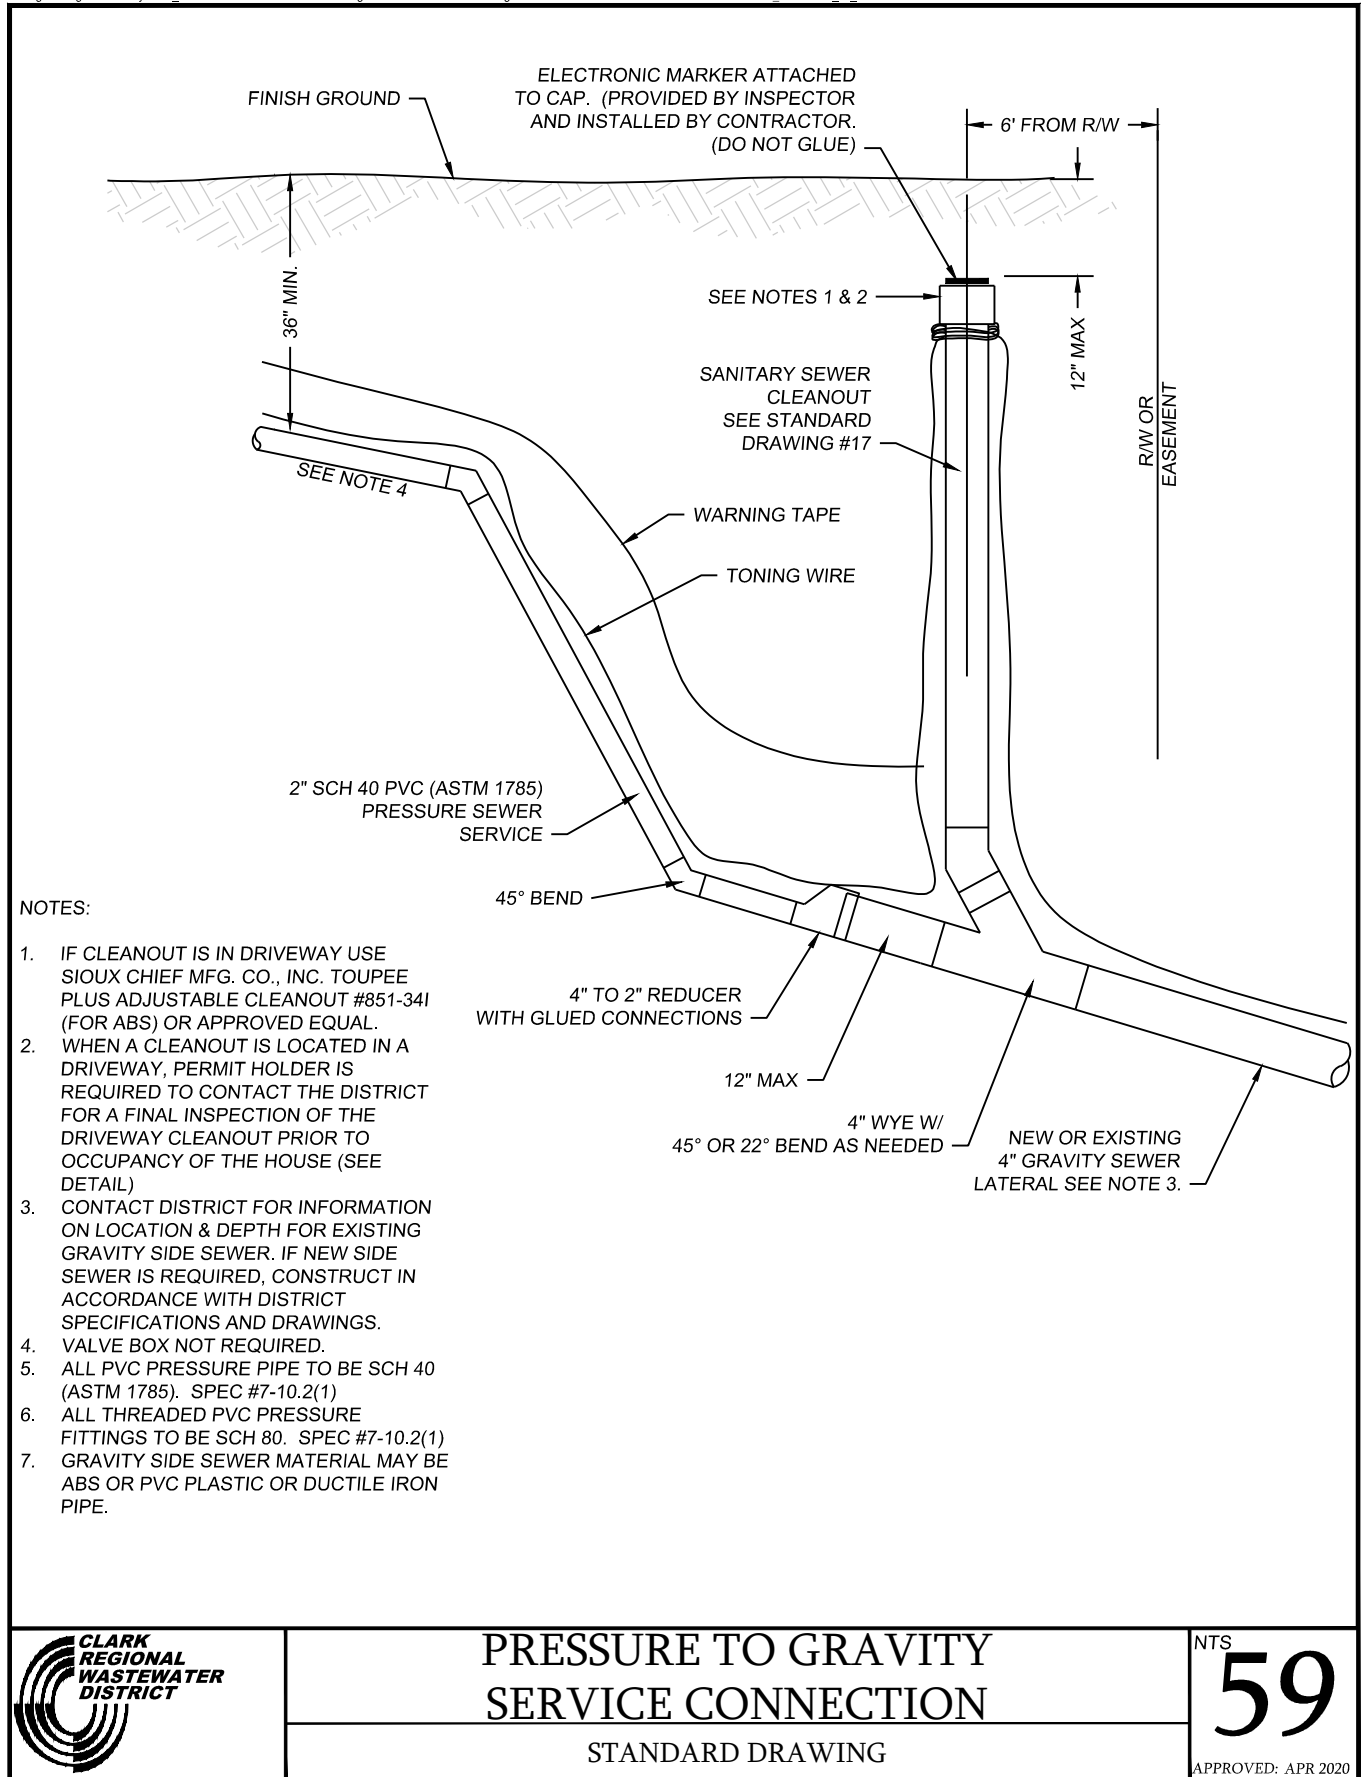 ELECTRONIC MARKER ATTACHED
TO CAP. (PROVIDED BY INSPECTOR
AND INSTALLED BY CONTRACTOR.
(DO NOT GLUE)
FINISH GROUND
6' FROM R/W
36" MIN.
SEE NOTES 1 & 2
12" MAX
SANITARY SEWER
CLEANOUT
SEE STANDARD
DRAWING #17
R/W OR
EASEMENT
SEE NOTE 4
WARNING TAPE
TONING WIRE
2" SCH 40 PVC (ASTM 1785)
PRESSURE SEWER
SERVICE
45° BEND
4" TO 2" REDUCER
WITH GLUED CONNECTIONS
12" MAX
4" WYE W/
45° OR 22° BEND AS NEEDED
NEW OR EXISTING
4" GRAVITY SEWER
LATERAL SEE NOTE 3.
NOTES:
1. IF CLEANOUT IS IN DRIVEWAY USE
SIOUX CHIEF MFG. CO., INC. TOUPEE
PLUS ADJUSTABLE CLEANOUT #851-34I
(FOR ABS) OR APPROVED EQUAL.
2. WHEN A CLEANOUT IS LOCATED IN A
DRIVEWAY, PERMIT HOLDER IS
REQUIRED TO CONTACT THE DISTRICT
FOR A FINAL INSPECTION OF THE
DRIVEWAY CLEANOUT PRIOR TO
OCCUPANCY OF THE HOUSE (SEE
DETAIL)
3. CONTACT DISTRICT FOR INFORMATION
ON LOCATION & DEPTH FOR EXISTING
GRAVITY SIDE SEWER. IF NEW SIDE
SEWER IS REQUIRED, CONSTRUCT IN
ACCORDANCE WITH DISTRICT
SPECIFICATIONS AND DRAWINGS.
4. VALVE BOX NOT REQUIRED.
5. ALL PVC PRESSURE PIPE TO BE SCH 40
(ASTM 1785). SPEC #7-10.2(1)
6. ALL THREADED PVC PRESSURE
FITTINGS TO BE SCH 80. SPEC #7-10.2(1)
7. GRAVITY SIDE SEWER MATERIAL MAY BE
ABS OR PVC PLASTIC OR DUCTILE IRON
PIPE.
CLARK
REGIONAL
WASTEWATER
DISTRICT
PRESSURE TO GRAVITY
SERVICE CONNECTION
STANDARD DRAWING
NTS
59
APPROVED: APR 2020